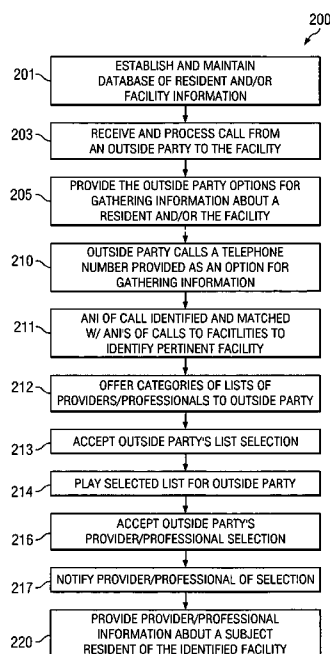 200
201
ESTABLISH AND MAINTAIN
DATABASE OF RESIDENT AND/OR
FACILITY INFORMATION
203
RECEIVE AND PROCESS CALL FROM
AN OUTSIDE PARTY TO THE FACILITY
205
PROVIDE THE OUTSIDE PARTY OPTIONS FOR
GATHERING INFORMATION ABOUT A
RESIDENT AND/OR THE FACILITY
210
OUTSIDE PARTY CALLS A TELEPHONE
NUMBER PROVIDED AS AN OPTION FOR
GATHERING INFORMATION
211
ANI OF CALL IDENTIFIED AND MATCHED
W/ ANI'S OF CALLS TO FACITLITIES TO
IDENTIFY PERTINENT FACILITY
212
OFFER CATEGORIES OF LISTS OF
PROVIDERS/PROFESSIONALS TO OUTSIDE PARTY
213
ACCEPT OUTSIDE PARTY'S LIST SELECTION
214
PLAY SELECTED LIST FOR OUTSIDE PARTY
216
ACCEPT OUTSIDE PARTY'S
PROVIDER/PROFESSIONAL SELECTION
217
NOTIFY PROVIDER/PROFESSIONAL OF SELECTION
220
PROVIDE PROVIDER/PROFESSIONAL
INFORMATION ABOUT A SUBJECT
RESIDENT OF THE IDENTIFIED FACILITY